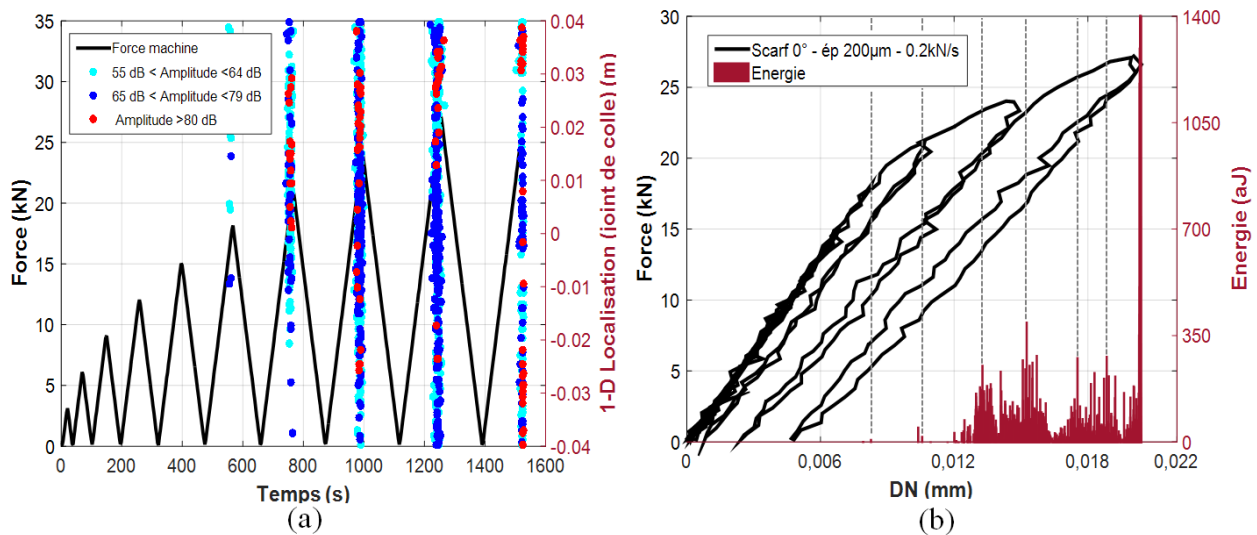 35
30
25
20
15
10
5
0
Force (kN)
Force machine
55 dB < Amplitude <64 dB
65 dB < Amplitude <79 dB
Amplitude >80 dB
0.04
0.03
0.02
0.01
0
-0.01
-0.02
-0.03
-0.04
1-D Localisation (joint de colle) (m)
0 200 400 600 800 1000 1200 1400 1600
Temps (s)
(a)
30
25
20
15
10
5
0
Force (kN)
Scarf 0° - ép 200µm - 0.2kN/s
Energie
1400
1050
700
350
0
Energie (aJ)
0 0,006 0,012 0,018 0,022
DN (mm)
(b)